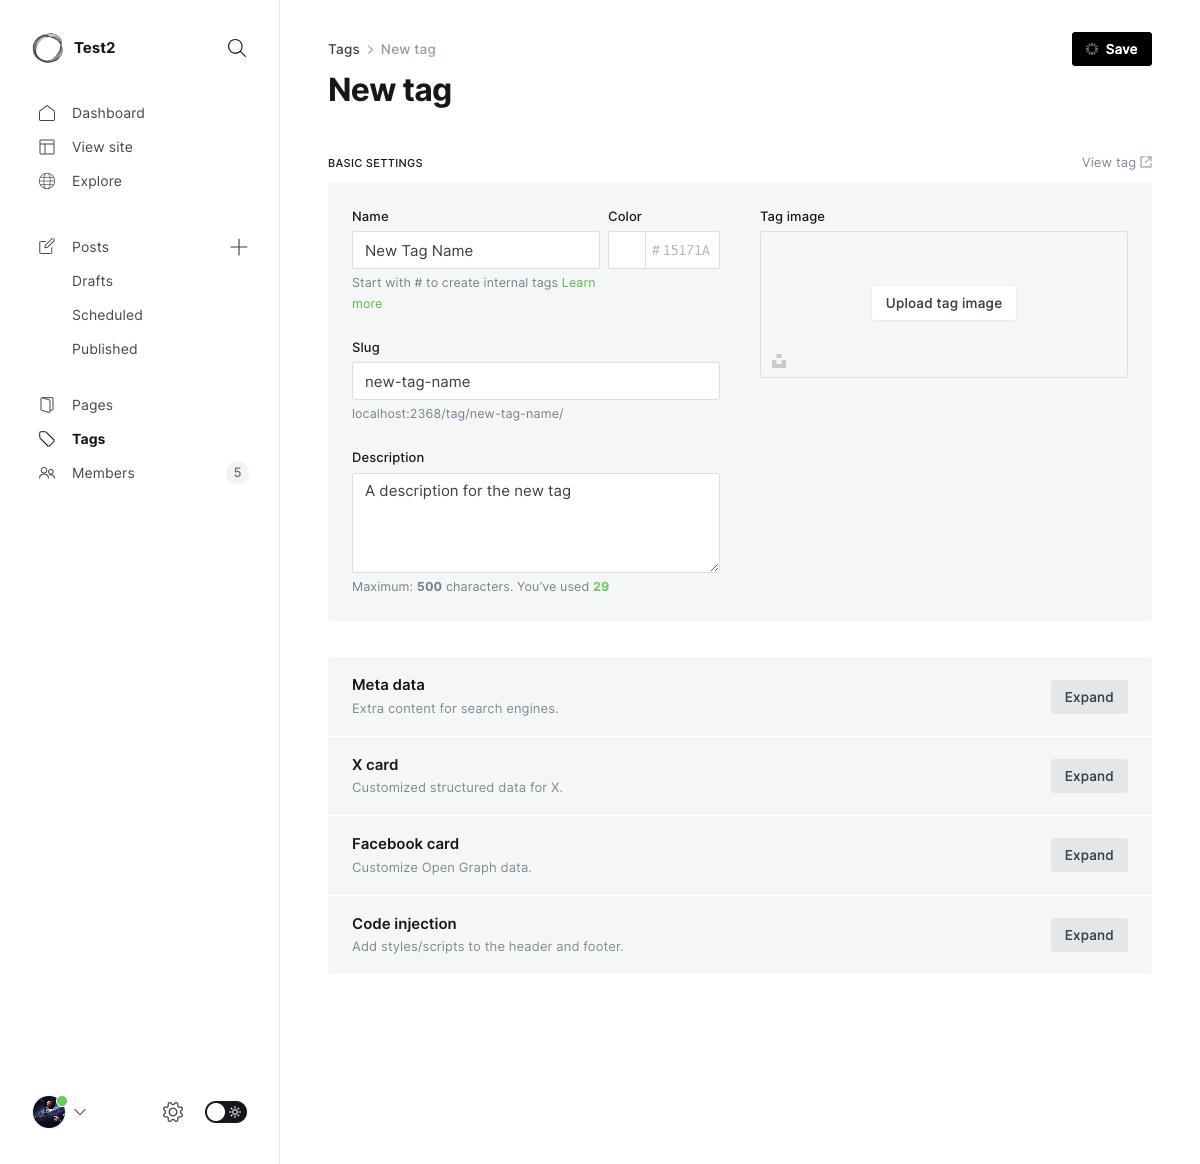 Test2
Dashboard
View site
Explore
Posts
Drafts
Scheduled
Published
Pages
Tags
Members 5
Tags > New tag
Save
New tag
BASIC SETTINGS
View tag
Name
New Tag Name
Start with # to create internal tags Learn
more
Color
# 15171A
Slug
new-tag-name
localhost:2368/tag/new-tag-name/
Description
A description for the new tag
Maximum: 500 characters. You’ve used 29
Tag image
Upload tag image
Meta data
Extra content for search engines.
Expand
X card
Customized structured data for X.
Expand
Facebook card
Customize Open Graph data.
Expand
Code injection
Add styles/scripts to the header and footer.
Expand